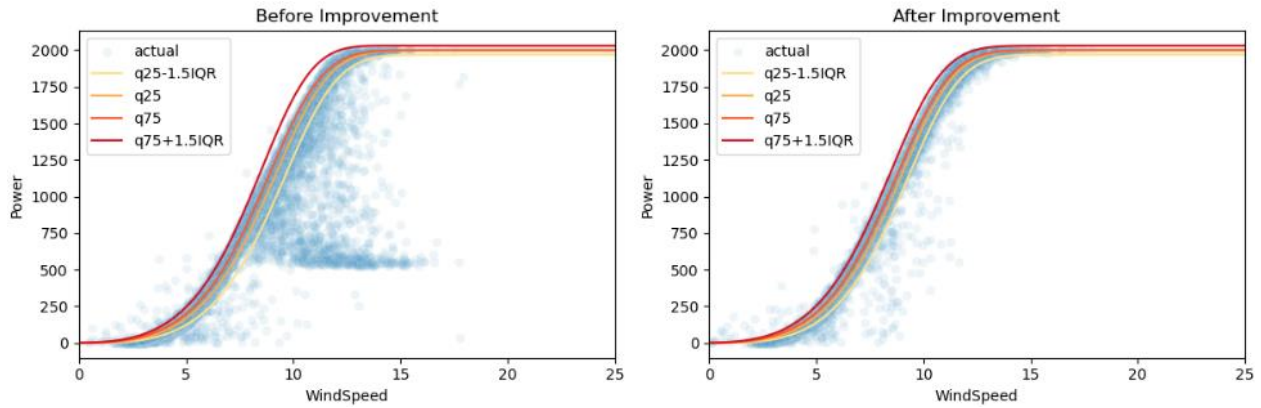 Before Improvement
2000
1750
1500
1250
1000
750
500
250
0
Power
actual
q25-1.5IQR
q25
q75
q75+1.5IQR
0 5 10 15 20 25
WindSpeed
After Improvement
2000
1750
1500
1250
1000
750
500
250
0
Power
actual
q25-1.5IQR
q25
q75
q75+1.5IQR
0 5 10 15 20 25
WindSpeed